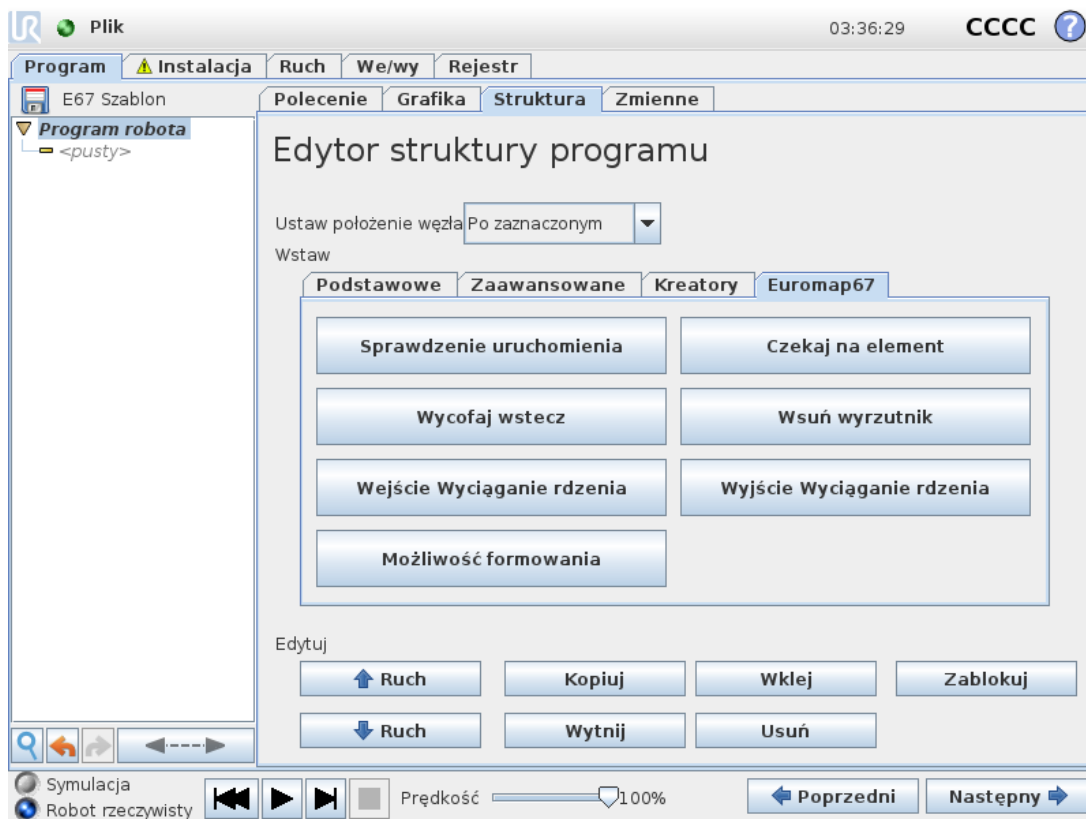 UR Plik 03:36:29 CCCC ?
Program Instalacja Ruch We/wy Rejestr
E67 Szablon Polecenie Grafika Struktura Zmienne
Program robota
<pusty>
Edytor struktury programu
Ustaw położenie węzła Po zaznaczonym
Wstaw
Podstawowe Zaawansowane Kreatory Euromap67
Sprawdzenie uruchomienia Czekaj na element
Wycofaj wstecz Wsuń wyrzutnik
Wejście Wyciąganie rdzenia Wyjście Wyciąganie rdzenia
Możliwość formowania
Edytuj
Ruch Kopiuj Wklej Zablokuj
Ruch Wytnij Usuń
Symulacja
Robot rzeczywisty Prędkość 100% Poprzedni Następny